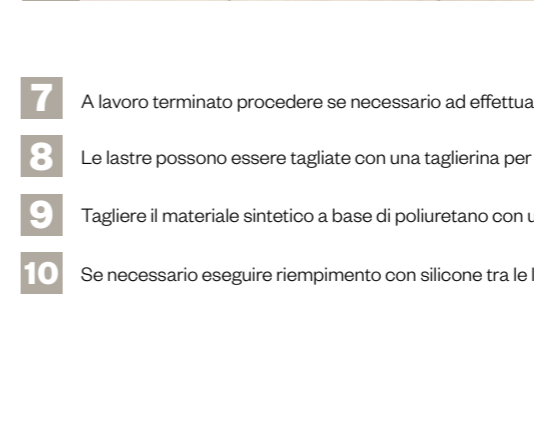 7 A lavoro terminato procedere se necessario ad effettua
8 Le lastre possono essere tagliate con una taglierina per
9 Tagliere il materiale sintetico a base di poliuretano con
10 Se necessario eseguire riempimento con silicone tra le